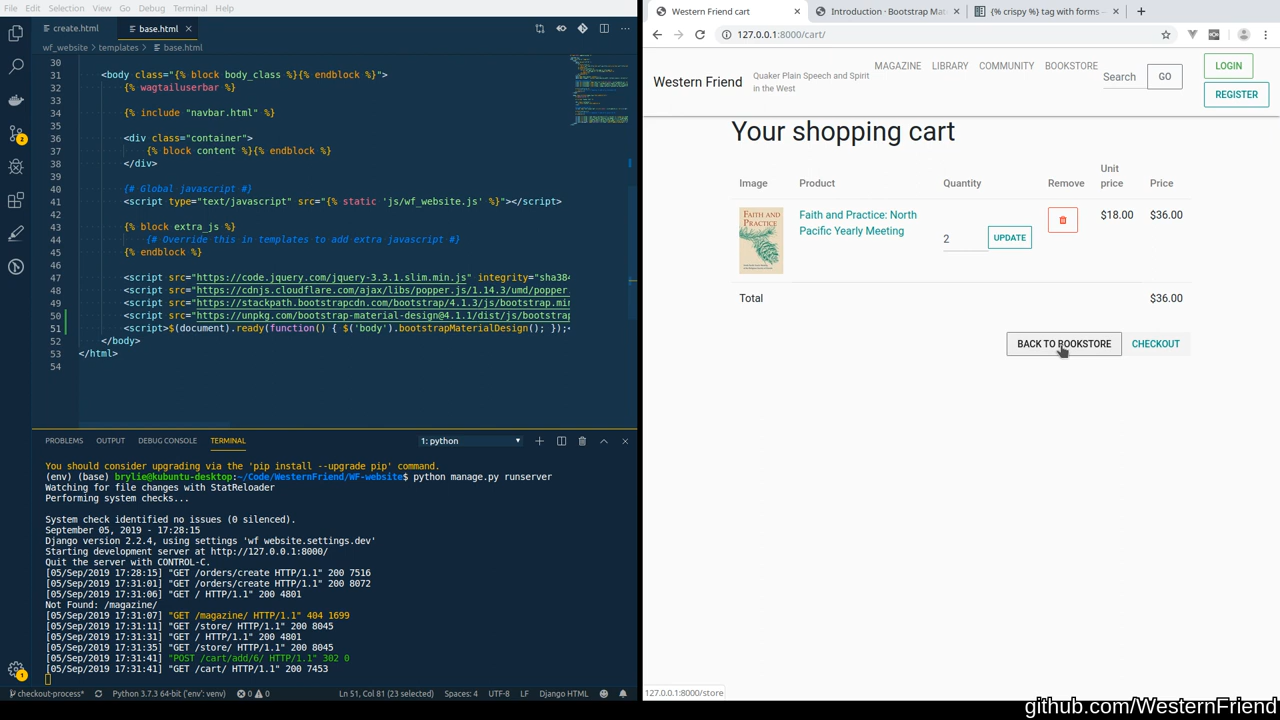 File Edit Selection View Go Debug Terminal Help
create.html
base.html
wf_website › templates › base.html
30
31 <body class="{% block body_class %}{% endblock %}">
32 {% wagtailuserbar %}
33
34 {% include "navbar.html" %}
35
36 <div class="container">
37 {% block content %}{% endblock %}
38 </div>
39
40 {# Global javascript #}
41 <script type="text/javascript" src="{% static 'js/wf_website.js' %}"></script>
42
43 {% block extra_js %}
44 {# Override this in templates to add extra javascript #}
45 {% endblock %}
46
47 <script src="https://code.jquery.com/jquery-3.3.1.slim.min.js" integrity="sha384
48 <script src="https://cdnjs.cloudflare.com/ajax/libs/popper.js/1.14.3/umd/popper
49 <script src="https://stackpath.bootstrapcdn.com/bootstrap/4.1.3/js/bootstrap.min
50 <script src="https://unpkg.com/bootstrap-material-design@4.1.1/dist/js/bootstrap
51 <script>$(document).ready(function() { $('body').bootstrapMaterialDesign(); });<
52 </body>
53 </html>
54
PROBLEMS OUTPUT DEBUG CONSOLE TERMINAL 1: python
You should consider upgrading via the 'pip install --upgrade pip' command.
(env) (base) brylie@kubuntu-desktop:~/Code/WesternFriend/WF-website$ python manage.py runserver
Watching for file changes with StatReloader
Performing system checks...
System check identified no issues (0 silenced).
September 05, 2019 - 17:28:15
Django version 2.2.4, using settings 'wf_website.settings.dev'
Starting development server at http://127.0.0.1:8000/
Quit the server with CONTROL-C.
[05/Sep/2019 17:28:15] "GET /orders/create HTTP/1.1" 200 7516
[05/Sep/2019 17:31:01] "GET /orders/create HTTP/1.1" 200 8072
[05/Sep/2019 17:31:06] "GET / HTTP/1.1" 200 4801
Not Found: /magazine/
[05/Sep/2019 17:31:07] "GET /magazine/ HTTP/1.1" 404 1699
[05/Sep/2019 17:31:11] "GET /store/ HTTP/1.1" 200 8045
[05/Sep/2019 17:31:31] "GET / HTTP/1.1" 200 4801
[05/Sep/2019 17:31:35] "GET /store/ HTTP/1.1" 200 8045
[05/Sep/2019 17:31:41] "POST /cart/add/6/ HTTP/1.1" 302 0
[05/Sep/2019 17:31:41] "GET /cart/ HTTP/1.1" 200 7453
checkout-process* Python 3.7.3 64-bit ('env': venv) 0 0 Ln 51, Col 81 (23 selected) Spaces: 4 UTF-8 LF Django HTML
Western Friend cart
Introduction · Bootstrap Mat
{% crispy %} tag with forms —
127.0.0.1:8000/cart/
Western Friend
Quaker Plain Speech and Spirit
in the West
MAGAZINE LIBRARY COMMUNITY BOOKSTORE
Search GO
LOGIN
REGISTER
Your shopping cart
Image Product Quantity Remove Unit price Price
FAITH AND
PRACTICE
Faith and Practice: North
Pacific Yearly Meeting
2 UPDATE
$18.00 $36.00
Total $36.00
BACK TO BOOKSTORE CHECKOUT
127.0.0.1:8000/store
github.com/WesternFriend